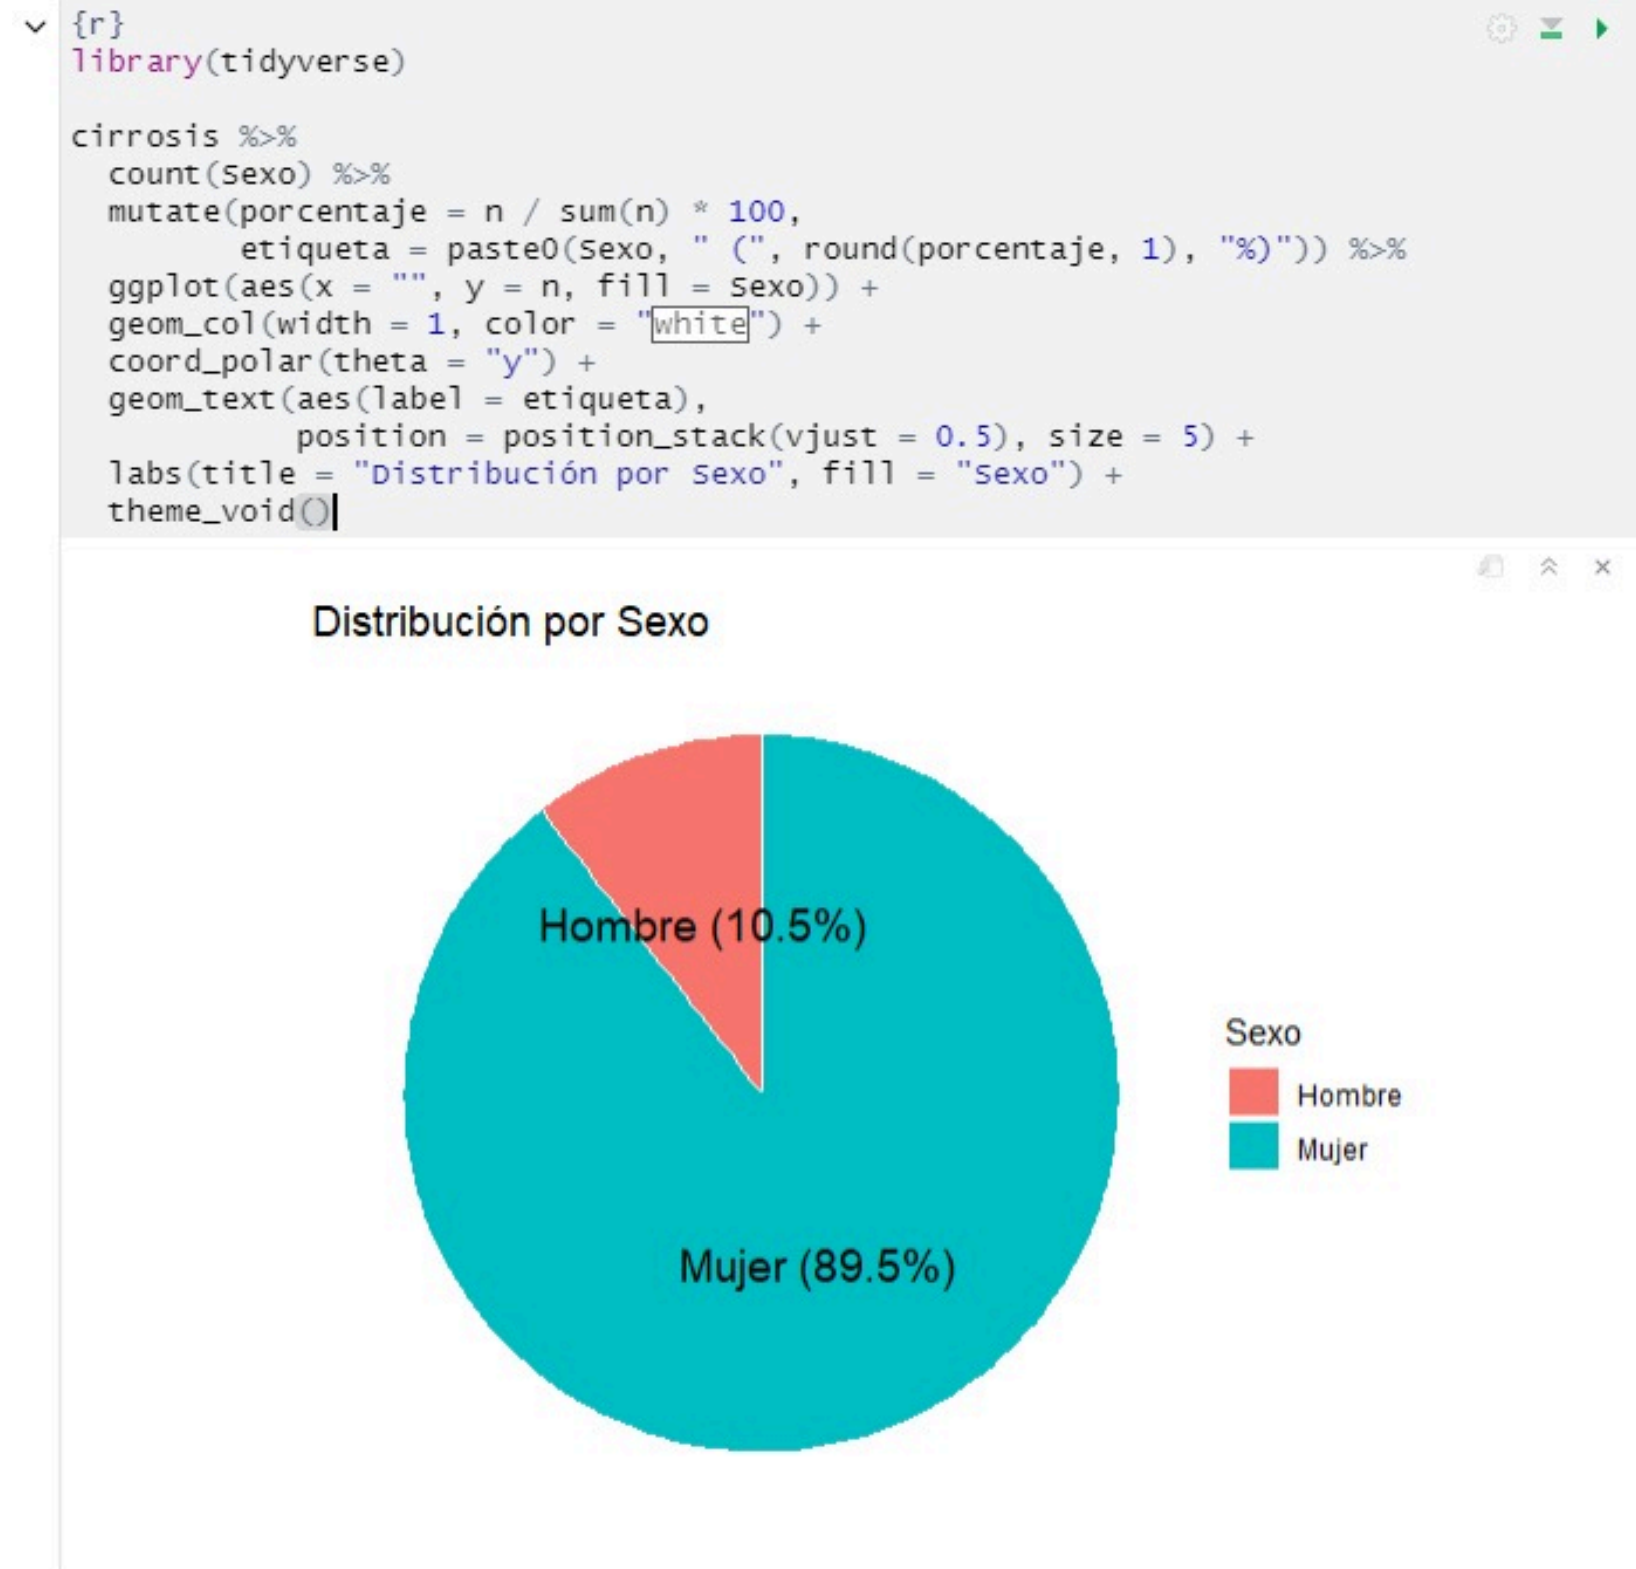 {r}
library(tidyverse)
cirrosis %>%
count(Sexo) %>%
mutate(porcentaje = n / sum(n) * 100,
etiqueta = paste0(Sexo, " (", round(porcentaje, 1), "%)")) %>%
ggplot(aes(x = "", y = n, fill = Sexo)) +
geom_col(width = 1, color = "white") +
coord_polar(theta = "y") +
geom_text(aes(label = etiqueta),
position = position_stack(vjust = 0.5), size = 5) +
labs(title = "Distribución por Sexo", fill = "Sexo") +
theme_void()
Distribución por Sexo
Hombre (10.5%)
Mujer (89.5%)
Sexo
Hombre
Mujer